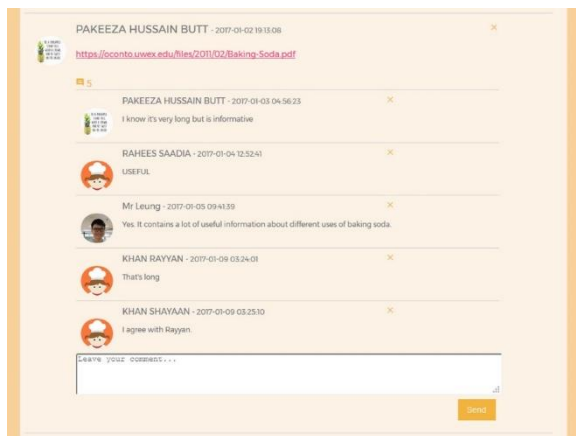 PAKEEZA HUSSAIN BUTT - 2017-01-02 19:13:08
×
https://oconto.uwex.edu/files/2011/02/Baking-Soda.pdf
5
PAKEEZA HUSSAIN BUTT - 2017-01-03 04:56:23
×
I know it's very long but is informative
RAHEES SAADIA - 2017-01-04 12:52:41
×
USEFUL
Mr Leung - 2017-01-05 09:41:39
×
Yes. It contains a lot of useful information about different uses of baking soda.
KHAN RAYYAN - 2017-01-09 03:24:01
×
That's long
KHAN SHAYAAN - 2017-01-09 03:25:10
×
I agree with Rayyan.
Leave your comment...
Send